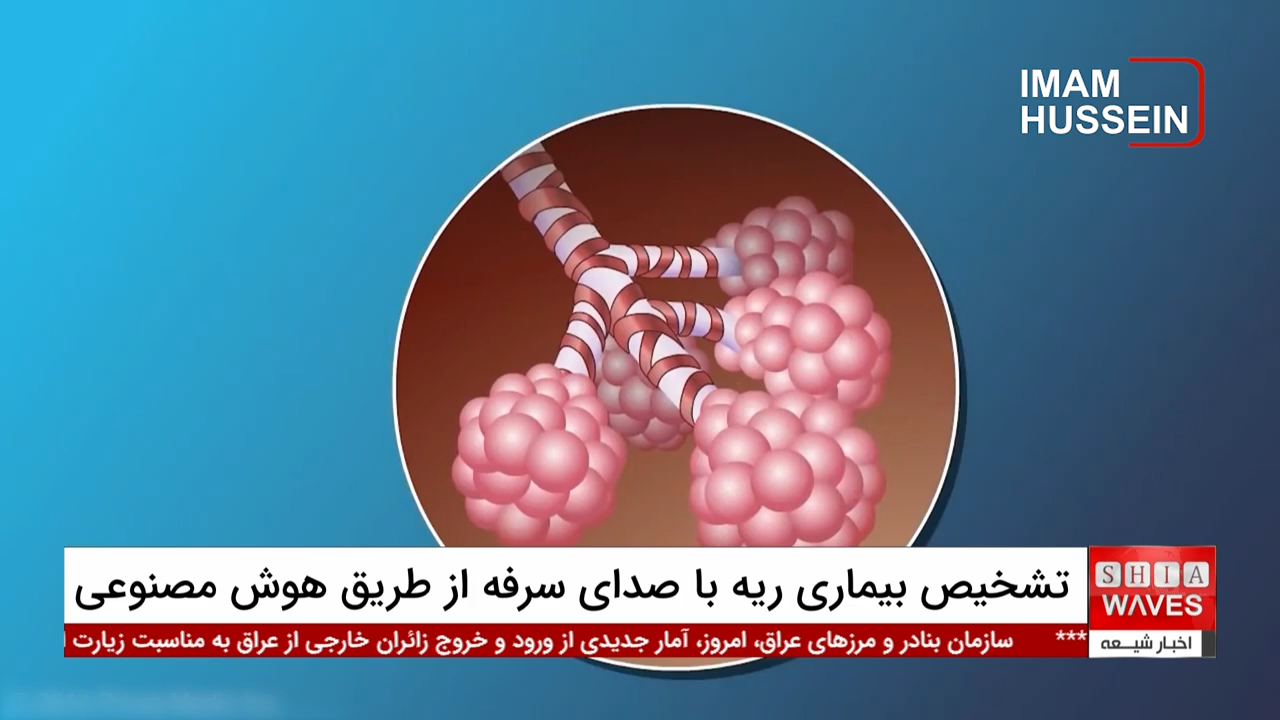 IMAM
HUSSEIN
تشخیص بیماری ریه با صدای سرفه از طریق هوش مصنوعی
SHIA
WAVES
*** سازمان بنادر و مرزهای عراق، امروز، آمار جدیدی از ورود و خروج زائران خارجی از عراق به مناسبت زیارت
اخبار شیعه